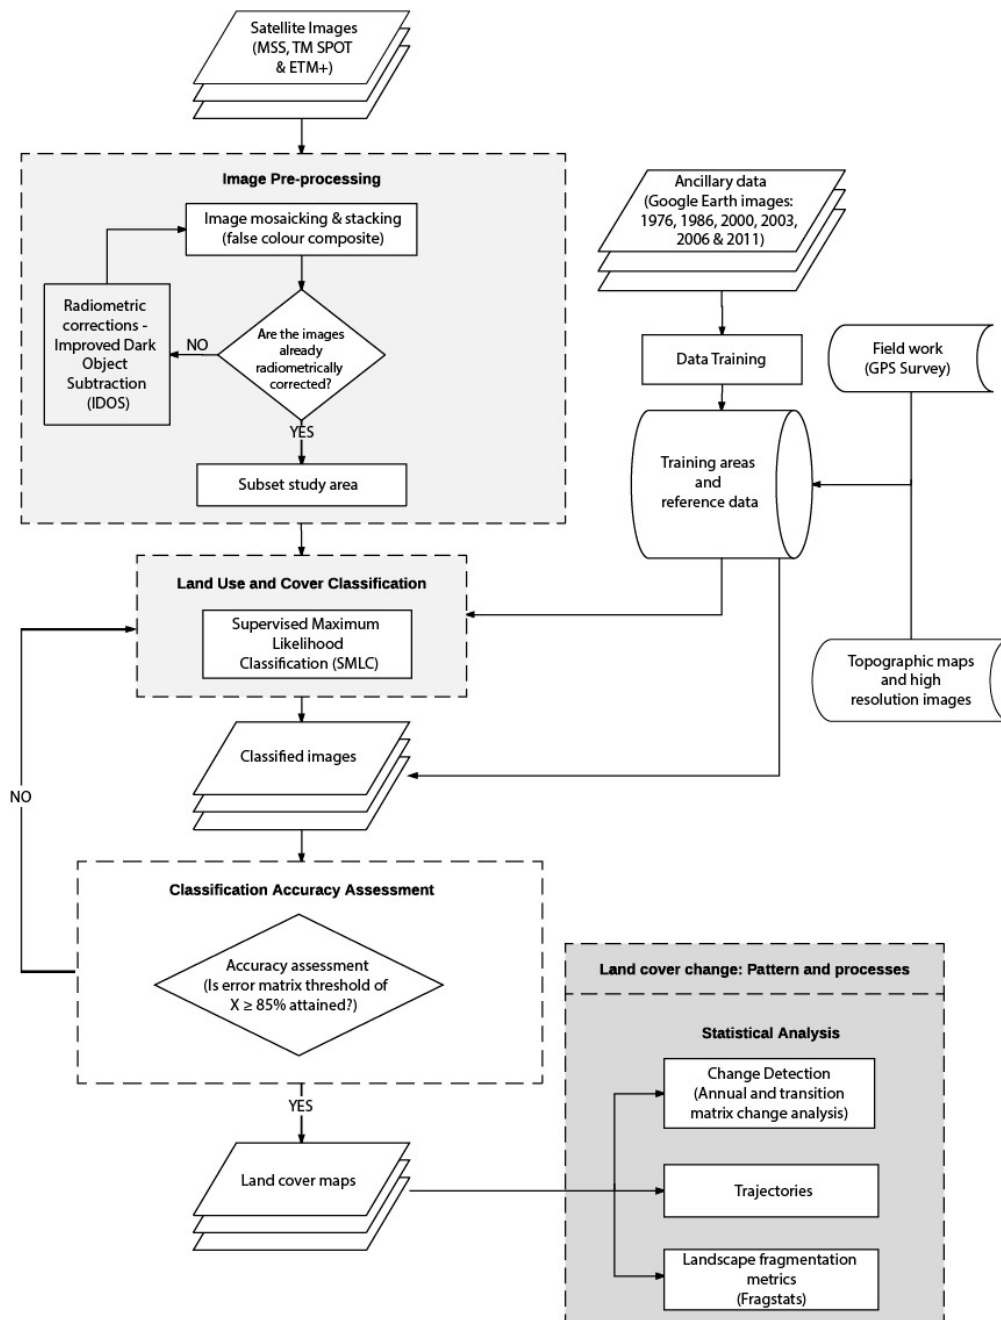 Satellite Images
(MSS, TM SPOT
& ETM+)
Image Pre-processing
Image mosaicking & stacking
(false colour composite)
Radiometric
corrections -
Improved Dark
Object
Subtraction
(IDOS)
NO
Are the images
already
radiometrically
corrected?
YES
Subset study area
Ancillary data
(Google Earth images:
1976, 1986, 2000, 2003,
2006 & 2011)
Data Training
Field work
(GPS Survey)
Training areas
and
reference data
Topographic maps
and high
resolution images
Land Use and Cover Classification
Supervised Maximum
Likelihood
Classification (SMLC)
Classified images
NO
Classification Accuracy Assessment
Accuracy assessment
(Is error matrix threshold of
X ≥ 85% attained?)
YES
Land cover maps
Land cover change: Pattern and processes
Statistical Analysis
Change Detection
(Annual and transition
matrix change analysis)
Trajectories
Landscape fragmentation
metrics
(Fragstats)